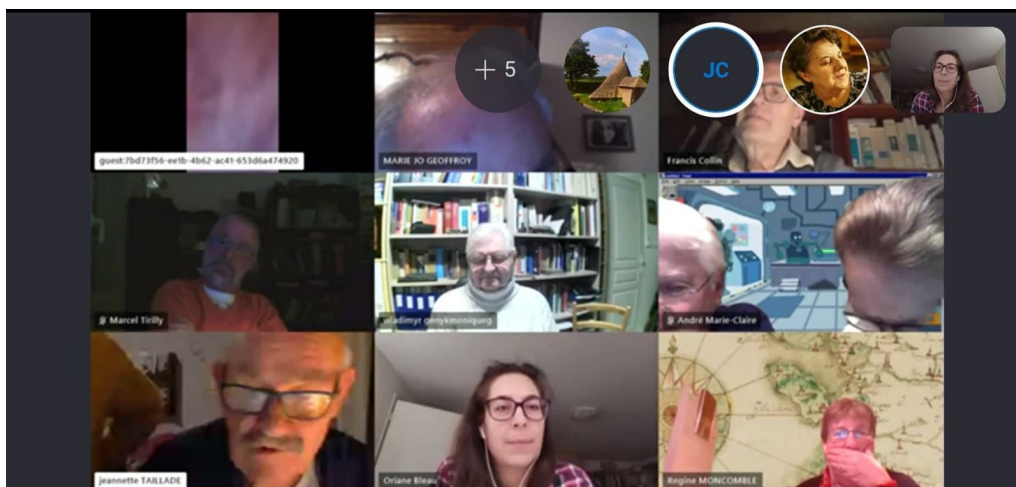 + 5
JC
guest:7bd73f56-ee1b-4b62-ac41-653d6a474920
MARIE JO GEOFFROY
Francis Collin
Marcel Tirilly
André Marie-Claire
jeannette TAILLADE
Oriane Bleau
Regine MONCOMBLE